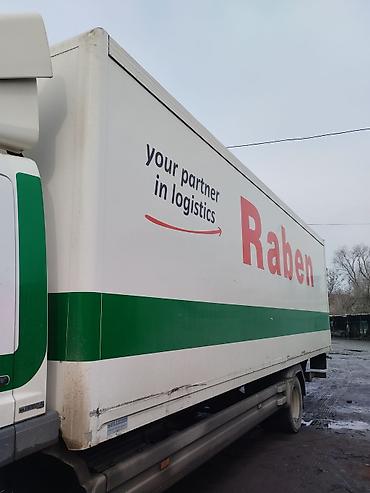 your partner
in logistics
Raben